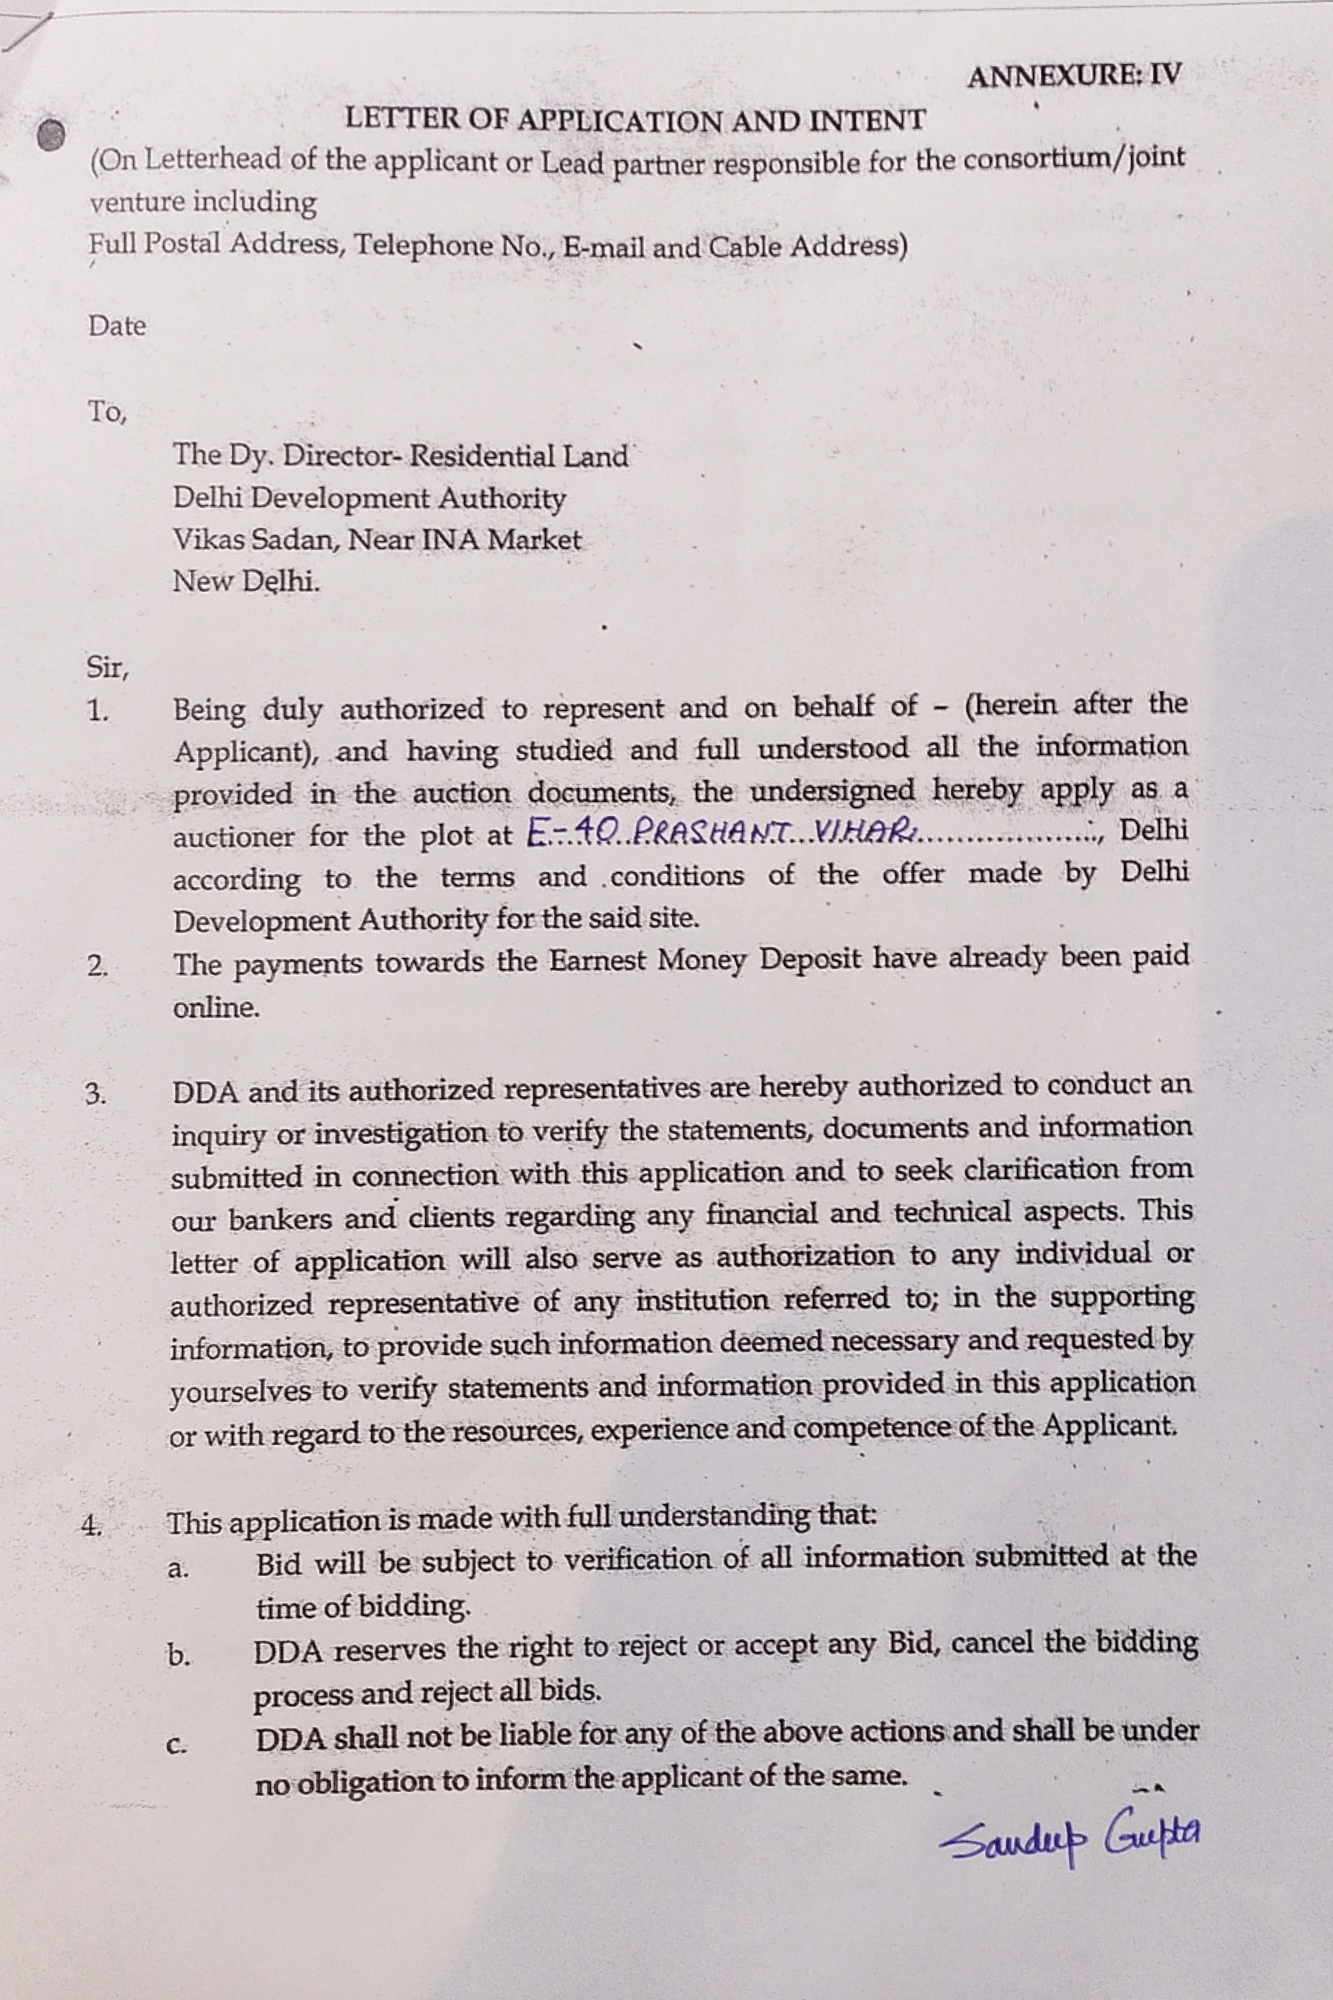 ANNEXURE: IV
LETTER OF APPLICATION AND INTENT
(On Letterhead of the applicant or Lead partner responsible for the consortium/joint
venture including
Full Postal Address, Telephone No., E-mail and Cable Address)
Date
To,
The Dy. Director- Residential Land
Delhi Development Authority
Vikas Sadan, Near INA Market
New Delhi.
Sir,
1. Being duly authorized to represent and on behalf of – (herein after the
Applicant), and having studied and full understood all the information
provided in the auction documents, the undersigned hereby apply as a
auctioner for the plot at E-40 PRASHANT VIHAR...................., Delhi
according to the terms and conditions of the offer made by Delhi
Development Authority for the said site.
2. The payments towards the Earnest Money Deposit have already been paid
online.
3. DDA and its authorized representatives are hereby authorized to conduct an
inquiry or investigation to verify the statements, documents and information
submitted in connection with this application and to seek clarification from
our bankers and clients regarding any financial and technical aspects. This
letter of application will also serve as authorization to any individual or
authorized representative of any institution referred to; in the supporting
information, to provide such information deemed necessary and requested by
yourselves to verify statements and information provided in this application
or with regard to the resources, experience and competence of the Applicant.
4. This application is made with full understanding that:
a. Bid will be subject to verification of all information submitted at the
time of bidding.
b. DDA reserves the right to reject or accept any Bid, cancel the bidding
process and reject all bids.
c. DDA shall not be liable for any of the above actions and shall be under
no obligation to inform the applicant of the same.
Sandeep Gupta